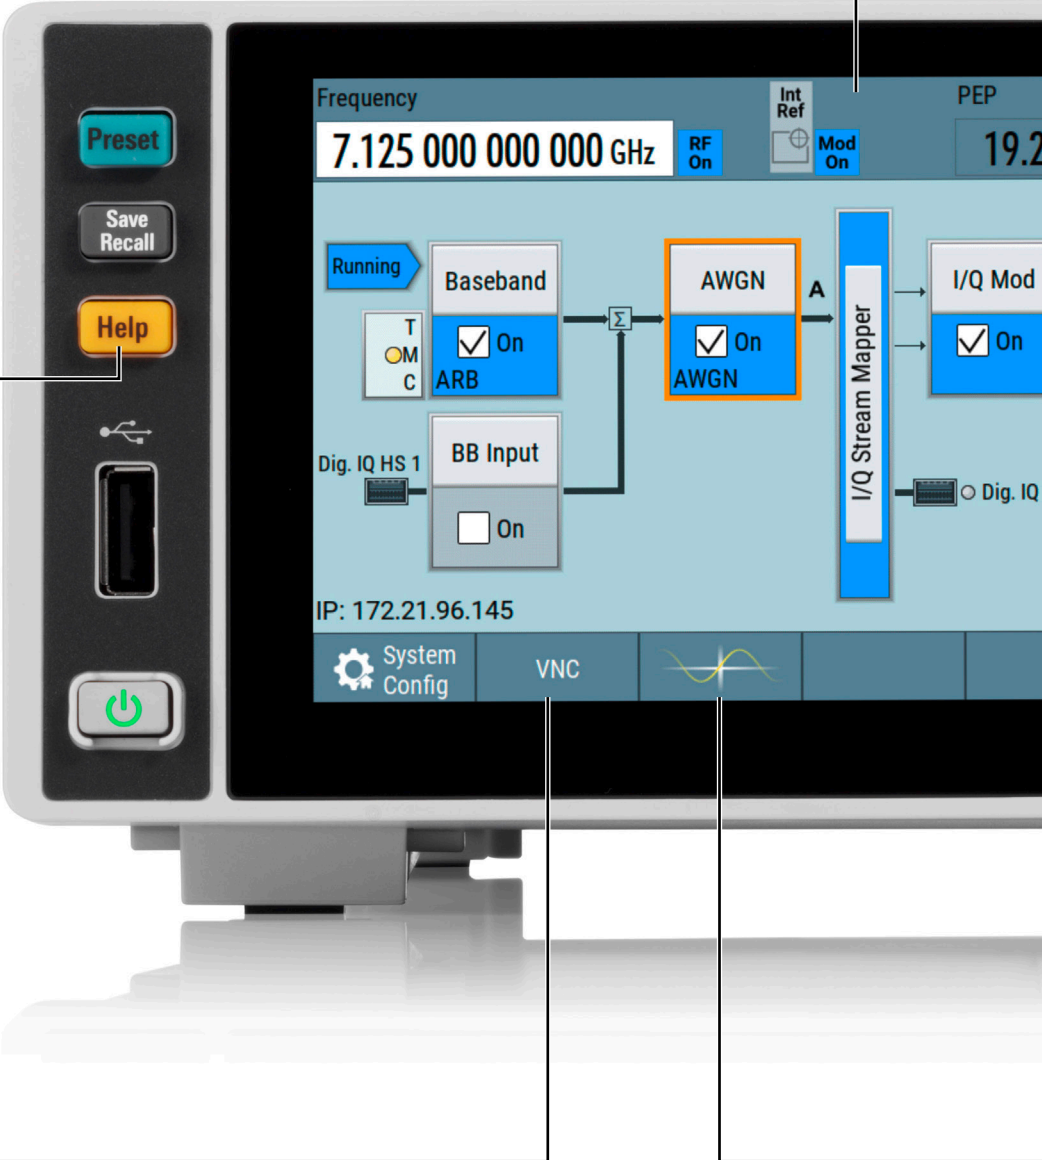 Preset
Save
Recall
Help
Frequency
7.125 000 000 000 GHz
RF
On
Int
Ref
Mod
On
PEP
19.2
Running
Baseband
On
ARB
T
M
C
Σ
AWGN
On
AWGN
A
I/Q Stream Mapper
I/Q Mod
On
Dig. IQ HS 1
BB Input
On
Dig. IQ
IP: 172.21.96.145
System
Config
VNC